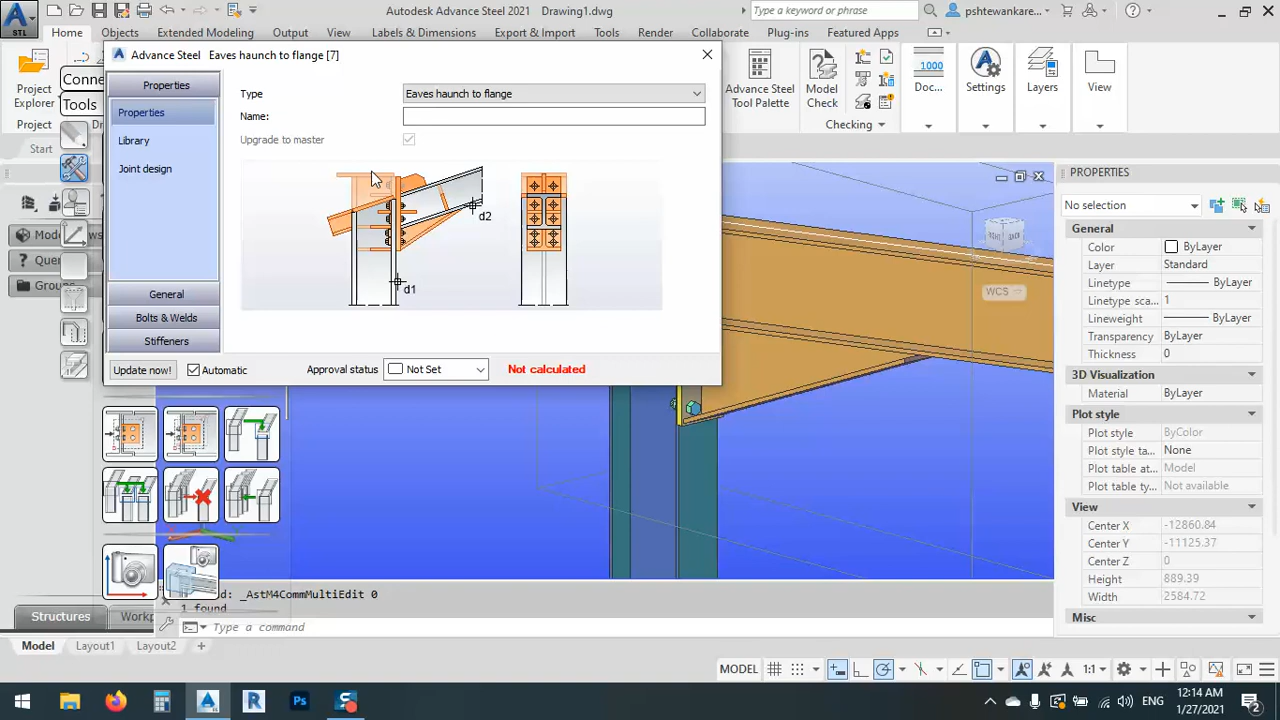 Autodesk Advance Steel 2021 Drawing1.dwg
Type a keyword or phrase
pshtewankare...
STL
Home Objects Extended Modeling Output View Labels & Dimensions Export & Import Tools Render Collaborate Plug-ins Featured Apps
Project
Explorer
Project
Tools
Advance Steel
Tool Palette
Model
Check
Checking
1000
Doc...
Settings
Layers
View
Start
Advance Steel Eaves haunch to flange [7]
Properties
Properties
Library
Joint design
General
Bolts & Welds
Stiffeners
Type Eaves haunch to flange
Name:
Upgrade to master
d2
d1
Update now!
Automatic
Approval status Not Set
Not calculated
WCS
PROPERTIES
No selection
General
Color ByLayer
Layer Standard
Linetype ByLayer
Linetype sca... 1
Lineweight ByLayer
Transparency ByLayer
Thickness 0
3D Visualization
Material ByLayer
Plot style
Plot style ByColor
Plot style ta... None
Plot table at... Model
Plot table ty... Not available
View
Center X -12860.84
Center Y -11125.37
Center Z 0
Height 889.39
Width 2584.72
Misc
d: _AstM4CommMultiEdit 0
1 found
Type a command
Structures
Model Layout1 Layout2 +
MODEL
1:1
ENG
12:14 AM
1/27/2021
2